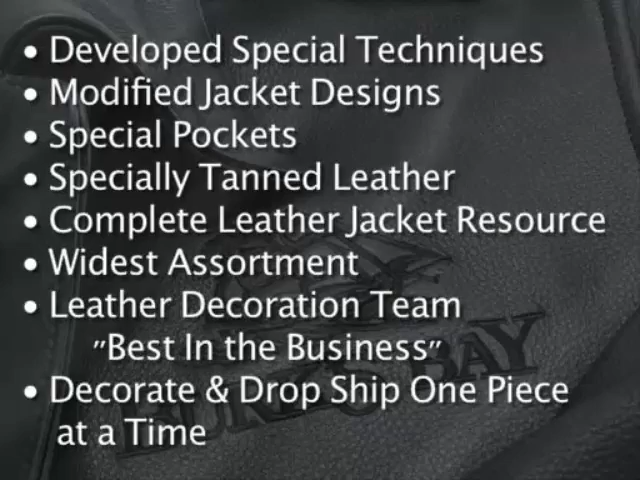 • Developed Special Techniques
• Modified Jacket Designs
• Special Pockets
• Specially Tanned Leather
• Complete Leather Jacket Resource
• Widest Assortment
• Leather Decoration Team
"Best In the Business"
• Decorate & Drop Ship One Piece
at a Time
BAY